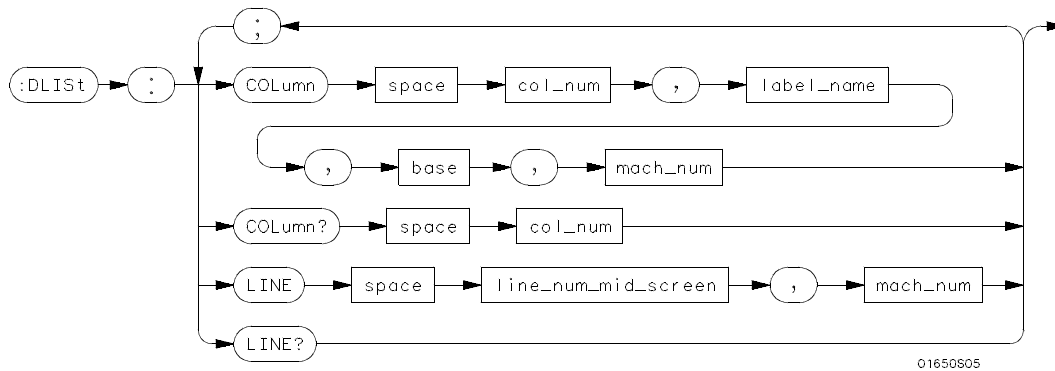 ;
:DLISt : COLumn space col_num , label_name
, base , mach_num
COLumn? space col_num
LINE space line_num_mid_screen , mach_num
LINE?
01650S05